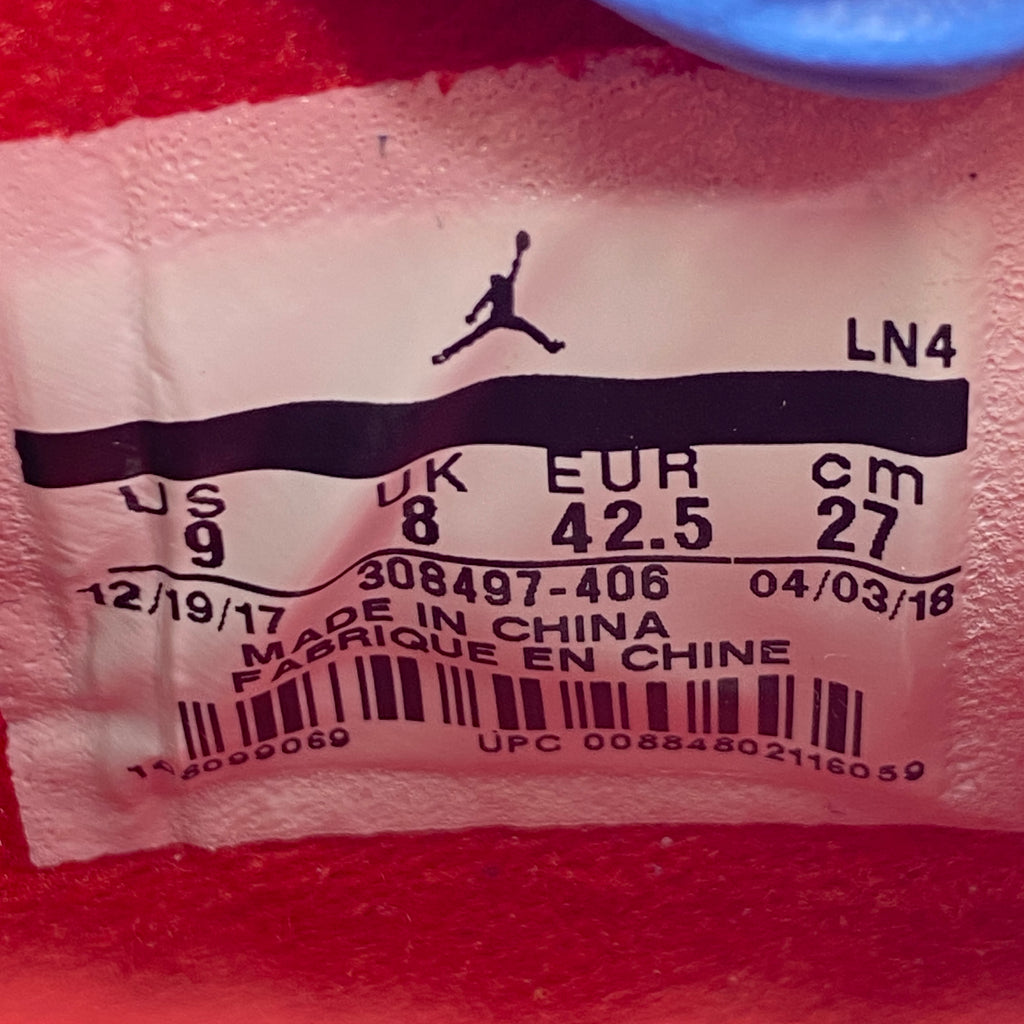 LN4
US UK EUR cm
9 8 42.5 27
12/19/17 308497-406 04/03/18
MADE IN CHINA
FABRIQUE EN CHINE
UPC 00884802116059